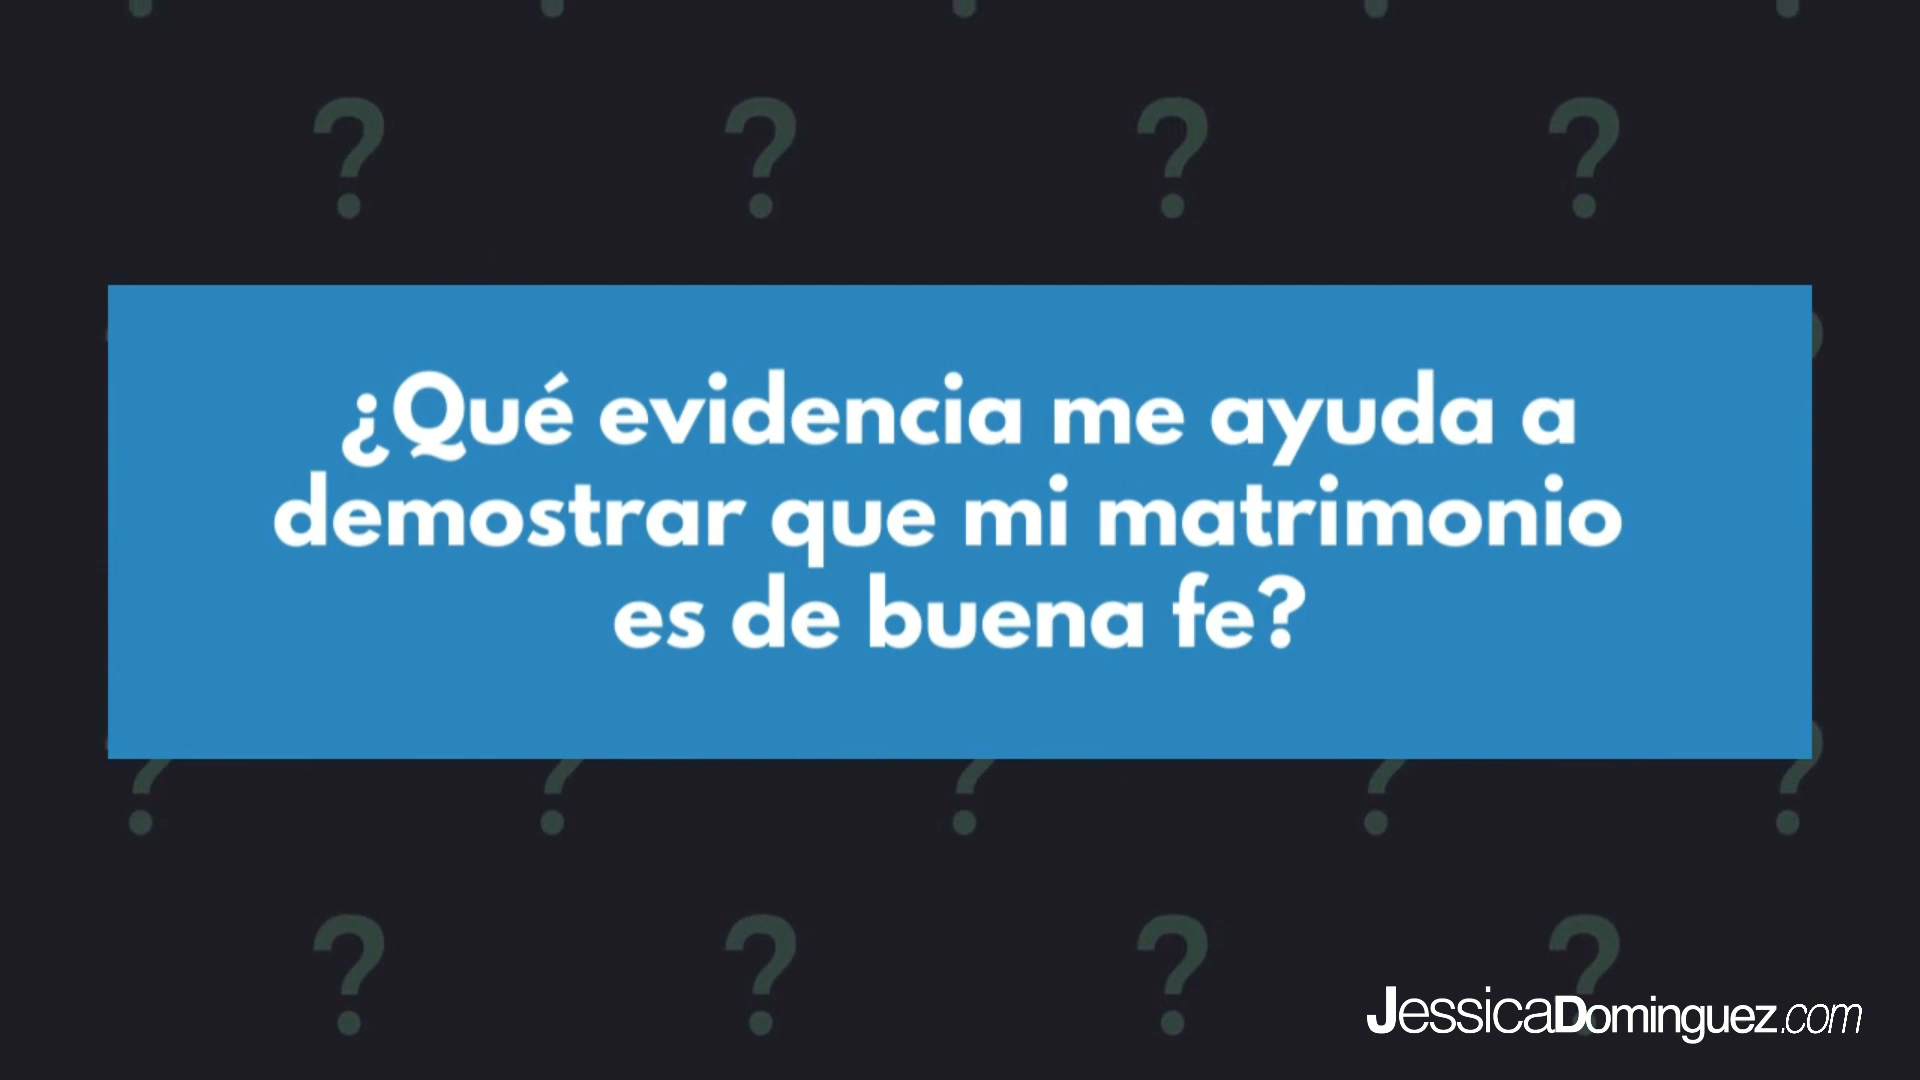 ¿Qué evidencia me ayuda a
demostrar que mi matrimonio
es de buena fe?
JessicaDominguez.com